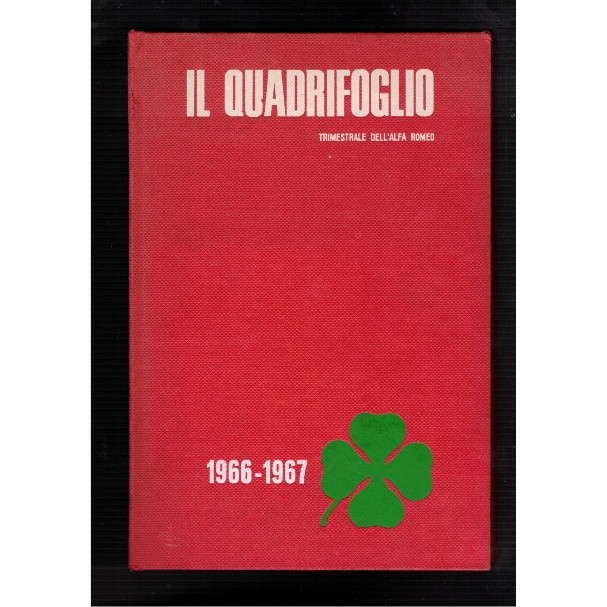 IL QUADRIFOGLIO
TRIMESTRALE DELL'ALFA ROMEO
1966-1967